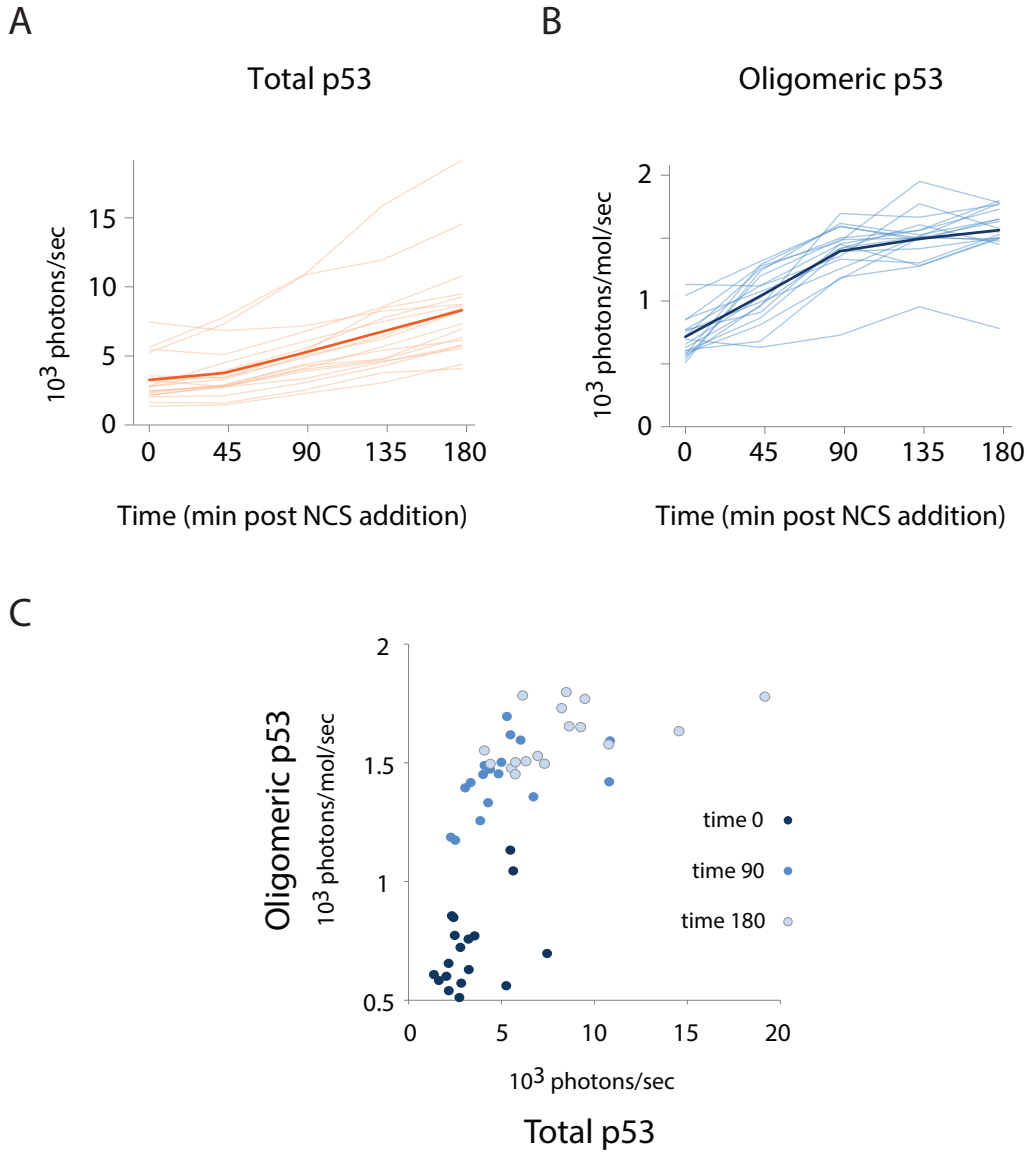 A
B
Total p53
Oligomeric p53
10³ photons/sec
15
10
5
0
0 45 90 135 180
Time (min post NCS addition)
10³ photons/mol/sec
2
1
0
0 45 90 135 180
Time (min post NCS addition)
C
Oligomeric p53
10³ photons/mol/sec
2
1.5
1
0.5
time 0
time 90
time 180
0 5 10 15 20
10³ photons/sec
Total p53